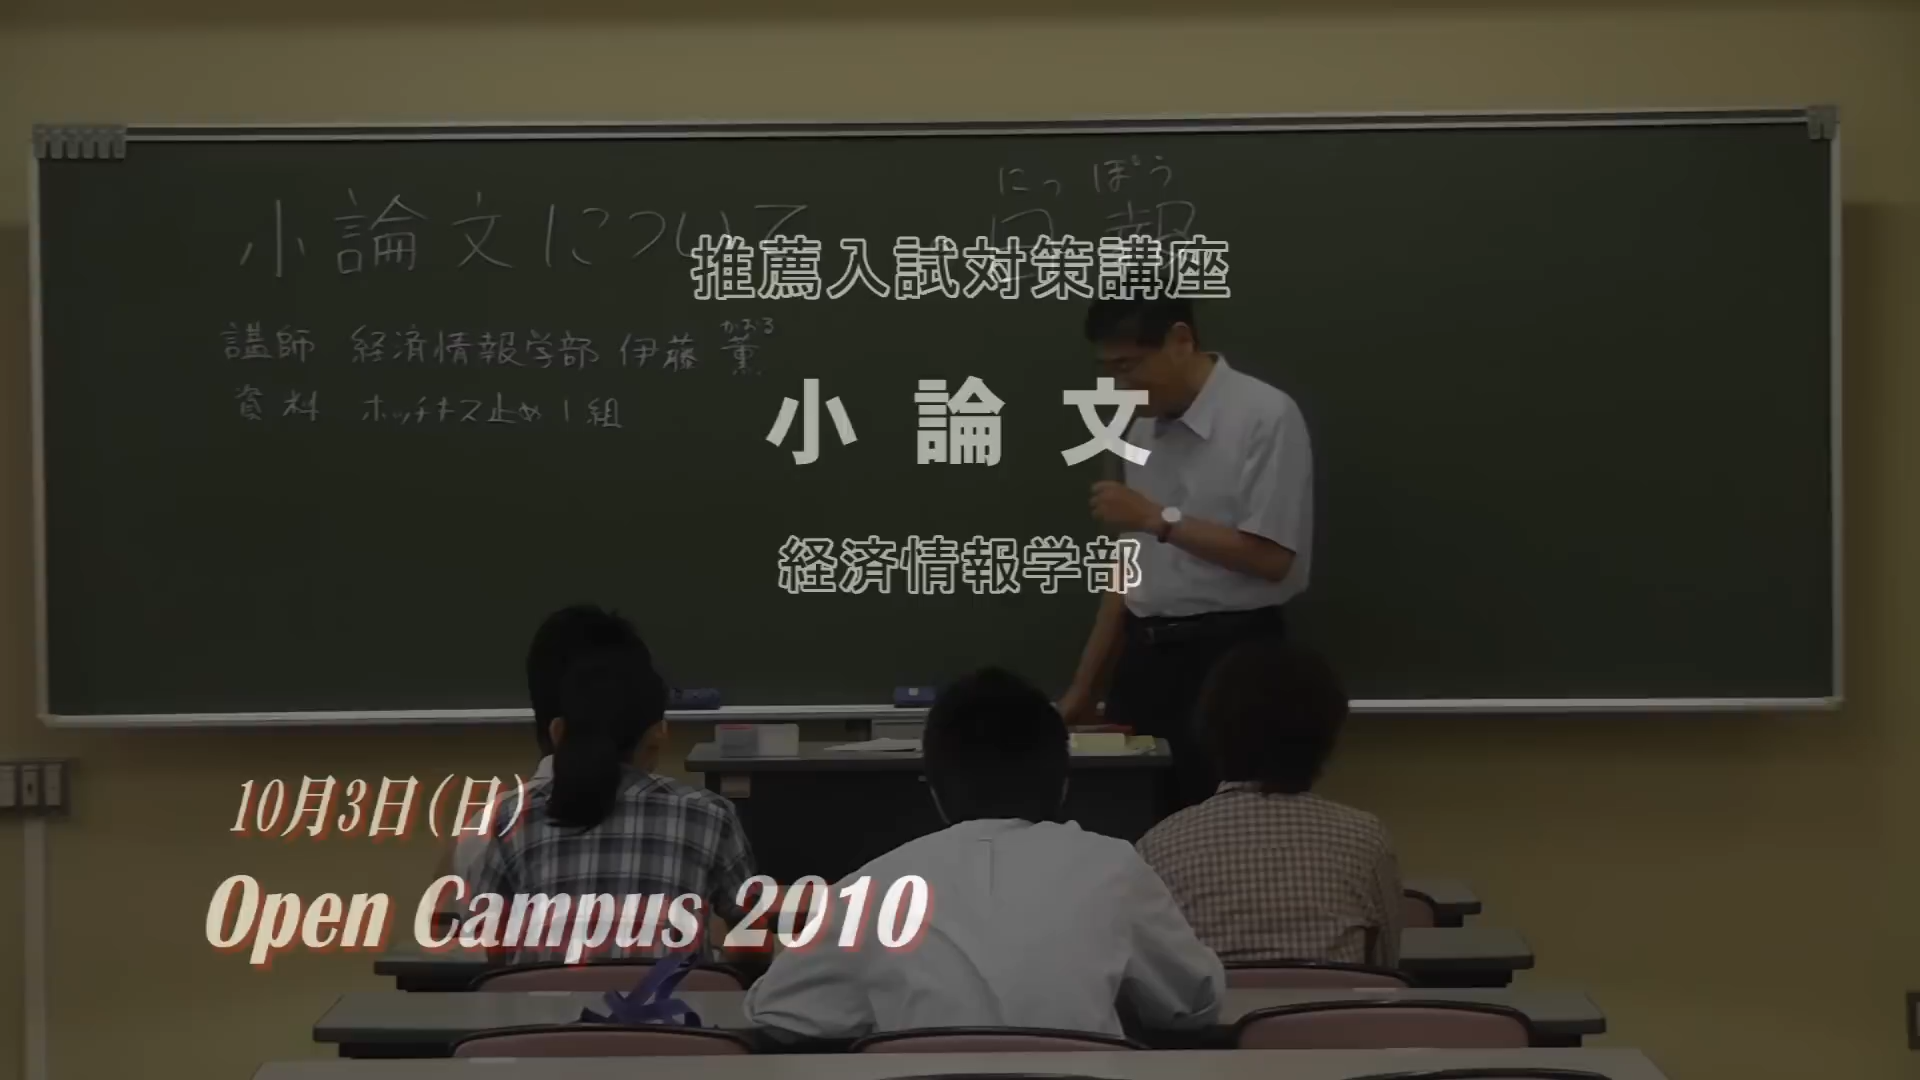 小論文について
にっぽう
日報
講師 経済情報学部 伊藤 薫
かおる
資料 ホッチキス止め1組
推薦入試対策講座
小論文
経済情報学部
10月3日(日)
Open Campus 2010